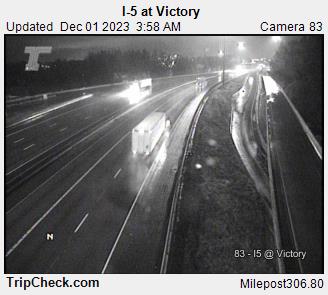 I-5 at Victory
Updated Dec 01 2023 3:58 AM Camera 83
T
N
83 - I5 @ Victory
TripCheck.com Milepost306.80